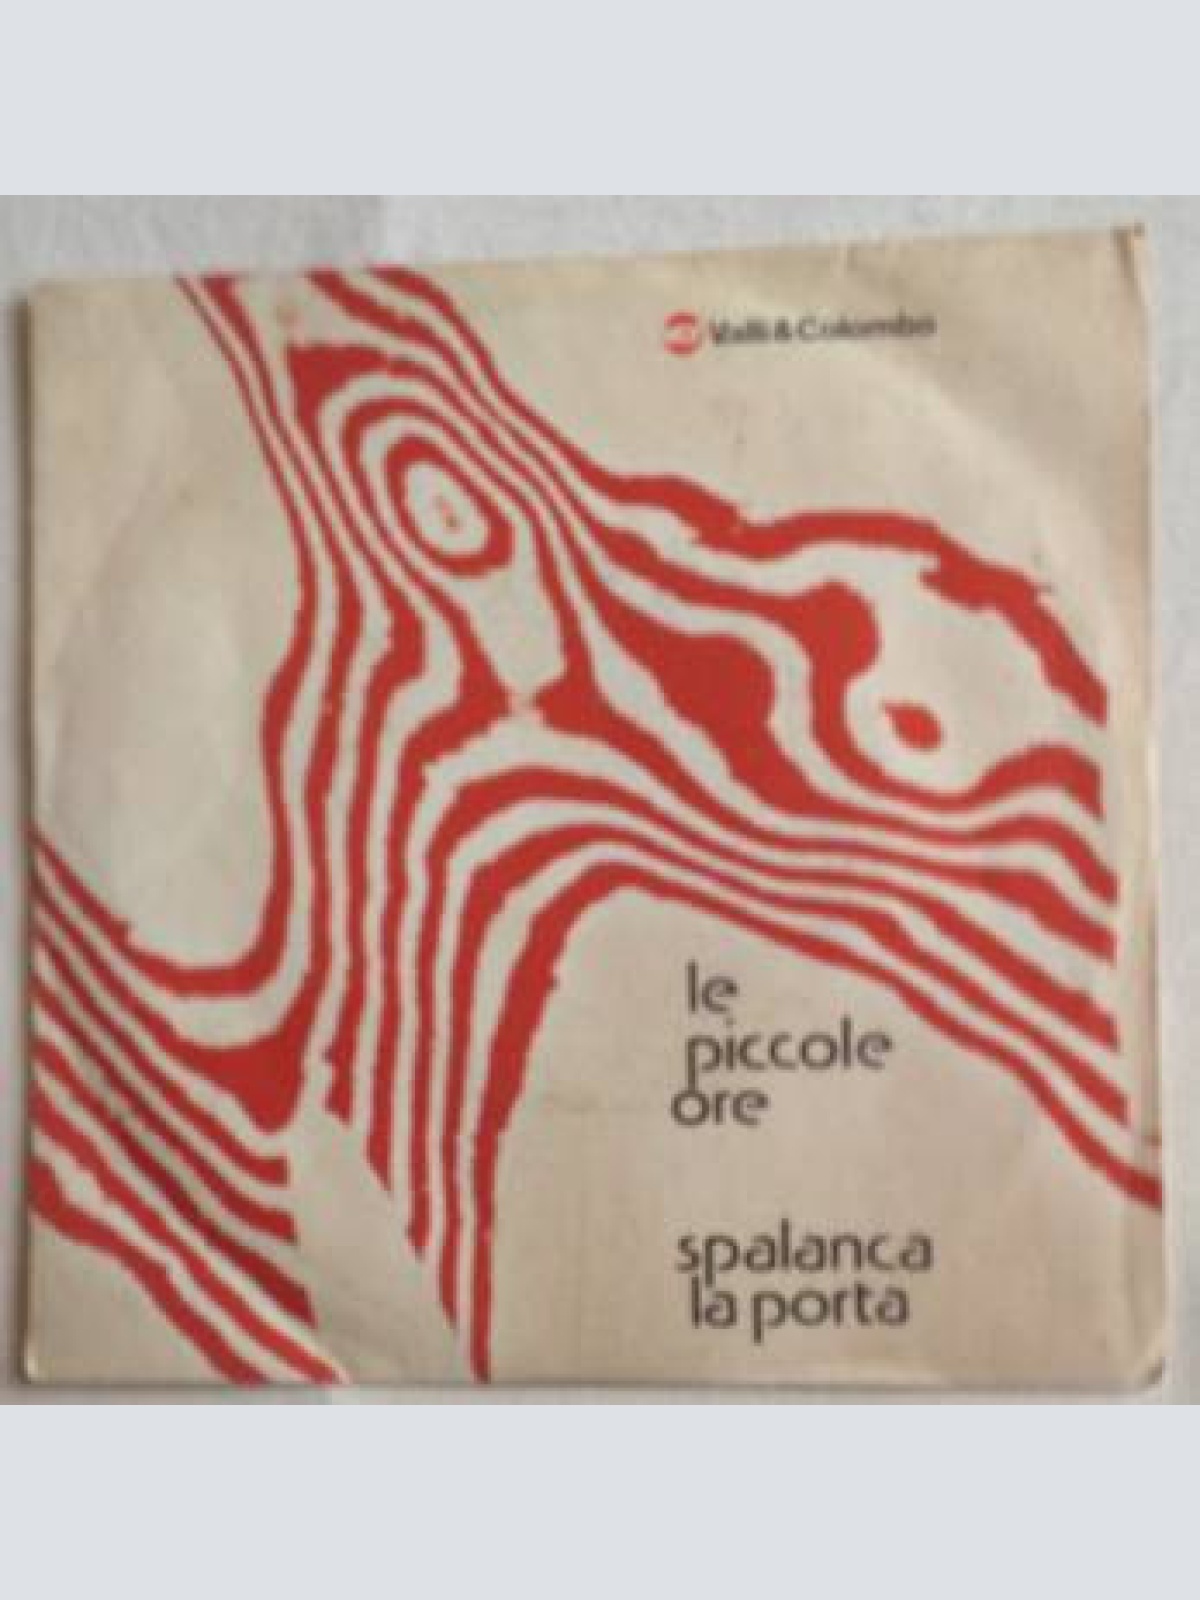 Valli&Colombo
le
piccole
ore
spalanca
la porta